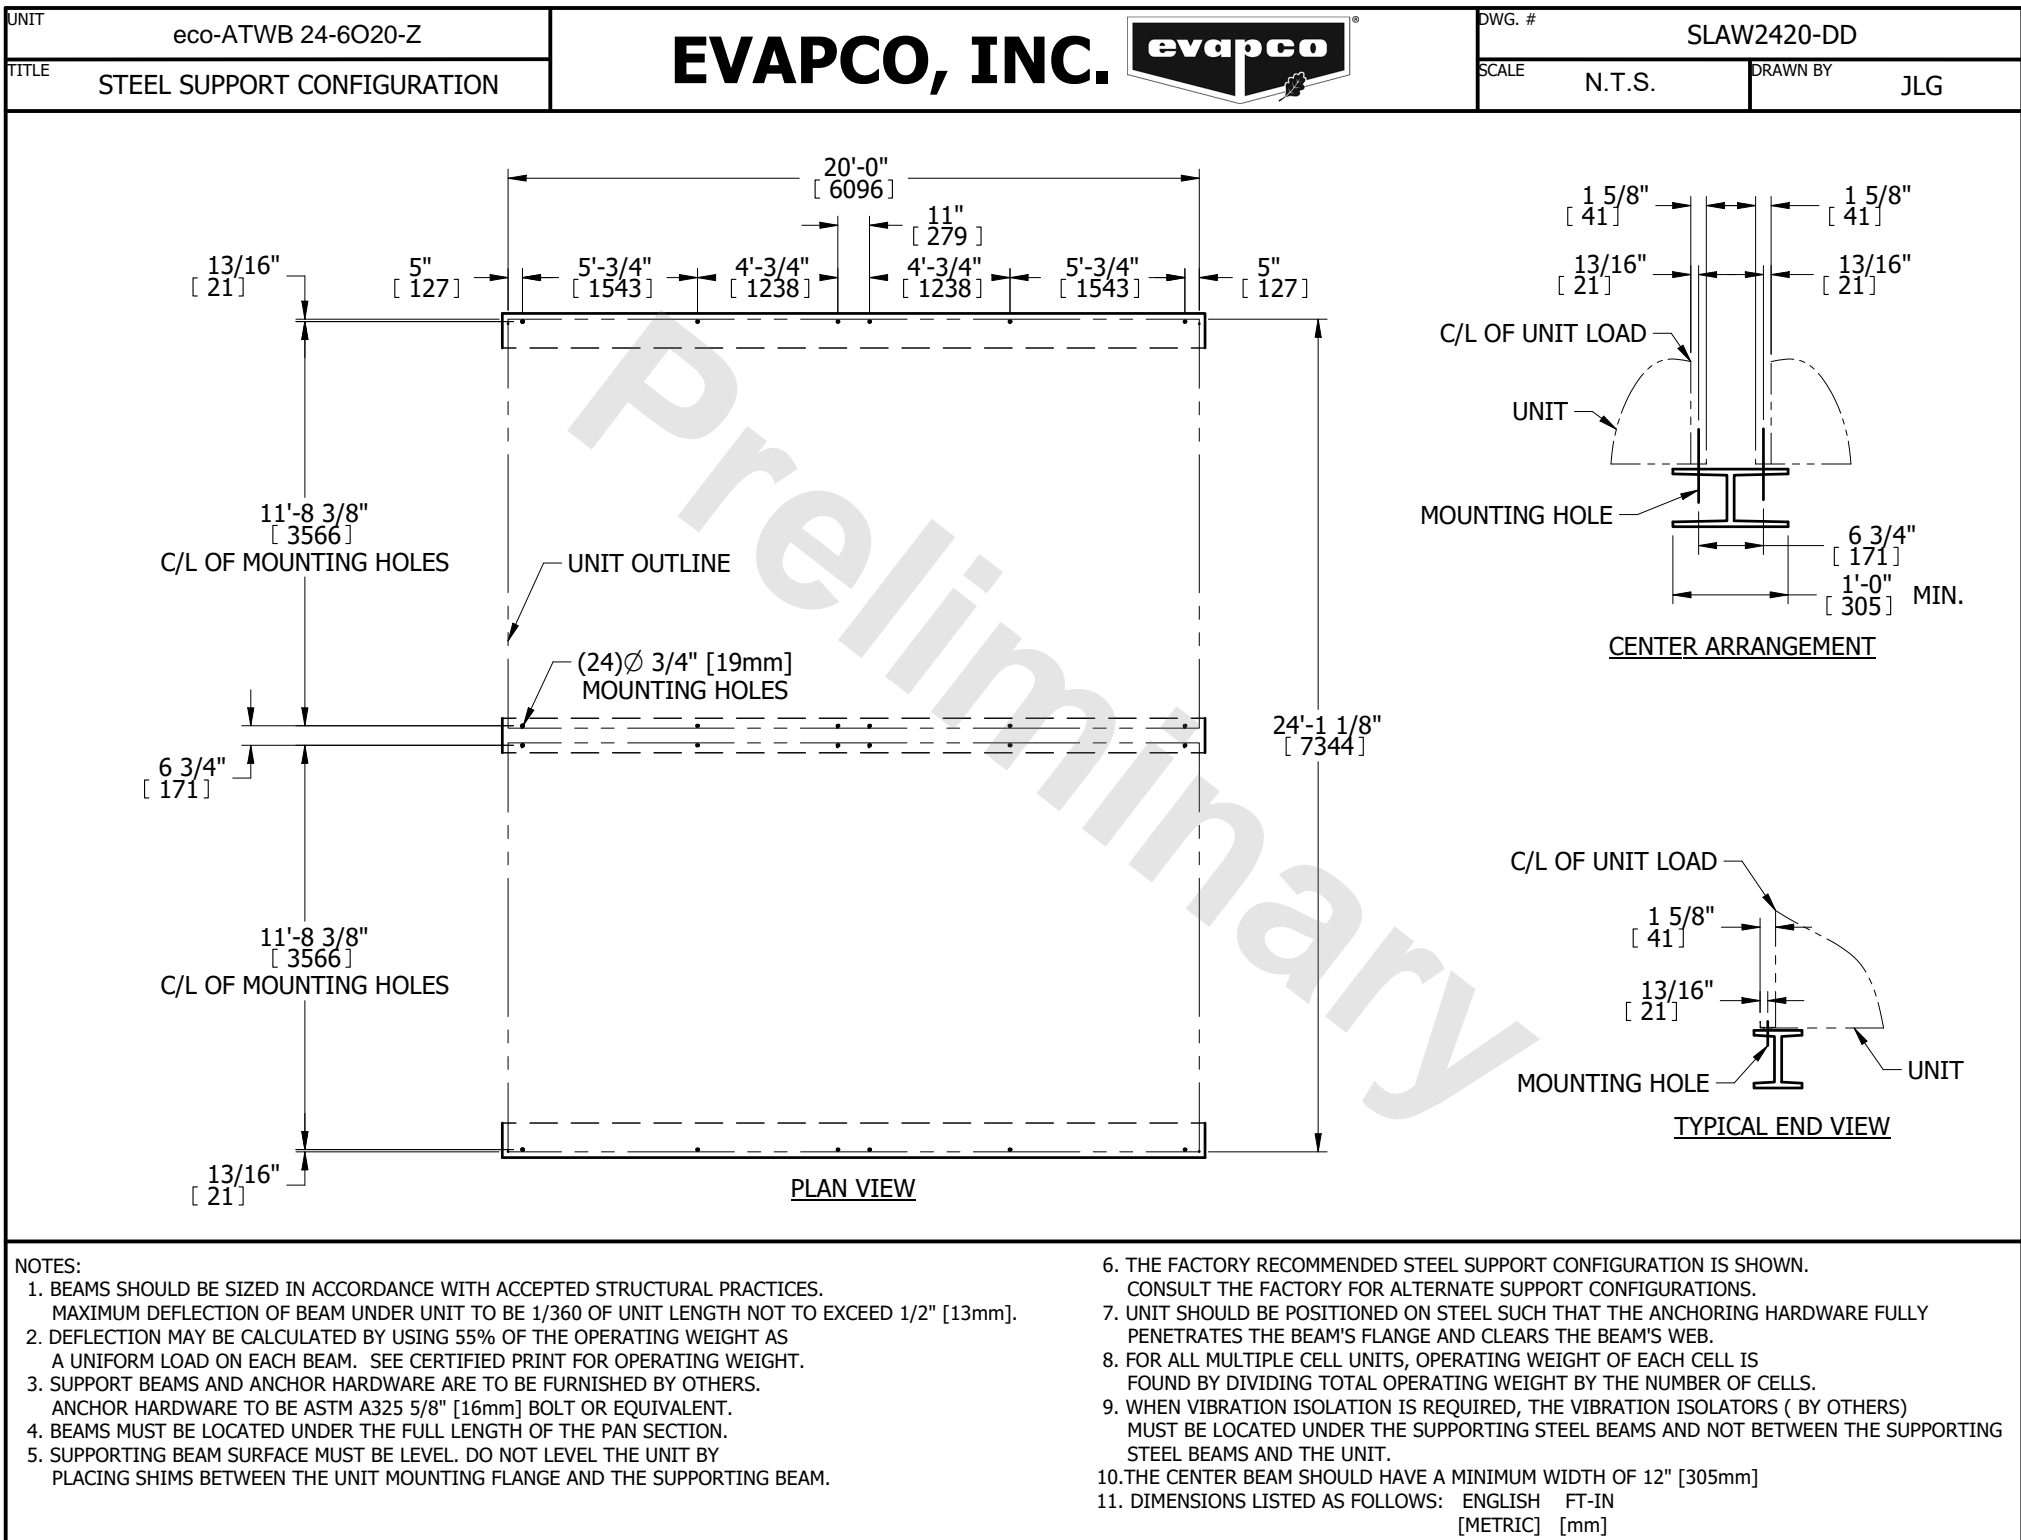 UNIT
eco-ATWB 24-6O20-Z
TITLE
STEEL SUPPORT CONFIGURATION
EVAPCO, INC.
evapco
®
DWG. #
SLAW2420-DD
SCALE
N.T.S.
DRAWN BY
JLG
20'-0"
[ 6096 ]
11"
[ 279 ]
13/16"
[ 21 ]
5"
[ 127 ]
5'-3/4"
[ 1543 ]
4'-3/4"
[ 1238 ]
4'-3/4"
[ 1238 ]
5'-3/4"
[ 1543 ]
5"
[ 127 ]
11'-8 3/8"
[ 3566 ]
C/L OF MOUNTING HOLES
UNIT OUTLINE
(24)Ø 3/4" [19mm]
MOUNTING HOLES
6 3/4"
[ 171 ]
24'-1 1/8"
[ 7344 ]
11'-8 3/8"
[ 3566 ]
C/L OF MOUNTING HOLES
13/16"
[ 21 ]
PLAN VIEW
Preliminary
1 5/8"
[ 41 ]
1 5/8"
[ 41 ]
13/16"
[ 21 ]
13/16"
[ 21 ]
C/L OF UNIT LOAD
UNIT
MOUNTING HOLE
6 3/4"
[ 171 ]
1'-0"
[ 305 ]
MIN.
CENTER ARRANGEMENT
C/L OF UNIT LOAD
1 5/8"
[ 41 ]
13/16"
[ 21 ]
MOUNTING HOLE
UNIT
TYPICAL END VIEW
NOTES:
1. BEAMS SHOULD BE SIZED IN ACCORDANCE WITH ACCEPTED STRUCTURAL PRACTICES.
MAXIMUM DEFLECTION OF BEAM UNDER UNIT TO BE 1/360 OF UNIT LENGTH NOT TO EXCEED 1/2" [13mm].
2. DEFLECTION MAY BE CALCULATED BY USING 55% OF THE OPERATING WEIGHT AS
A UNIFORM LOAD ON EACH BEAM. SEE CERTIFIED PRINT FOR OPERATING WEIGHT.
3. SUPPORT BEAMS AND ANCHOR HARDWARE ARE TO BE FURNISHED BY OTHERS.
ANCHOR HARDWARE TO BE ASTM A325 5/8" [16mm] BOLT OR EQUIVALENT.
4. BEAMS MUST BE LOCATED UNDER THE FULL LENGTH OF THE PAN SECTION.
5. SUPPORTING BEAM SURFACE MUST BE LEVEL. DO NOT LEVEL THE UNIT BY
PLACING SHIMS BETWEEN THE UNIT MOUNTING FLANGE AND THE SUPPORTING BEAM.
6. THE FACTORY RECOMMENDED STEEL SUPPORT CONFIGURATION IS SHOWN.
CONSULT THE FACTORY FOR ALTERNATE SUPPORT CONFIGURATIONS.
7. UNIT SHOULD BE POSITIONED ON STEEL SUCH THAT THE ANCHORING HARDWARE FULLY
PENETRATES THE BEAM'S FLANGE AND CLEARS THE BEAM'S WEB.
8. FOR ALL MULTIPLE CELL UNITS, OPERATING WEIGHT OF EACH CELL IS
FOUND BY DIVIDING TOTAL OPERATING WEIGHT BY THE NUMBER OF CELLS.
9. WHEN VIBRATION ISOLATION IS REQUIRED, THE VIBRATION ISOLATORS ( BY OTHERS)
MUST BE LOCATED UNDER THE SUPPORTING STEEL BEAMS AND NOT BETWEEN THE SUPPORTING
STEEL BEAMS AND THE UNIT.
10.THE CENTER BEAM SHOULD HAVE A MINIMUM WIDTH OF 12" [305mm]
11. DIMENSIONS LISTED AS FOLLOWS: ENGLISH FT-IN
[METRIC] [mm]